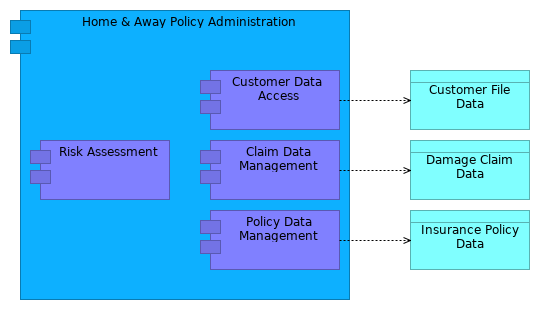 Home & Away Policy Administration
Customer Data
Access
Customer File
Data
Risk Assessment
Claim Data
Management
Damage Claim
Data
Policy Data
Management
Insurance Policy
Data